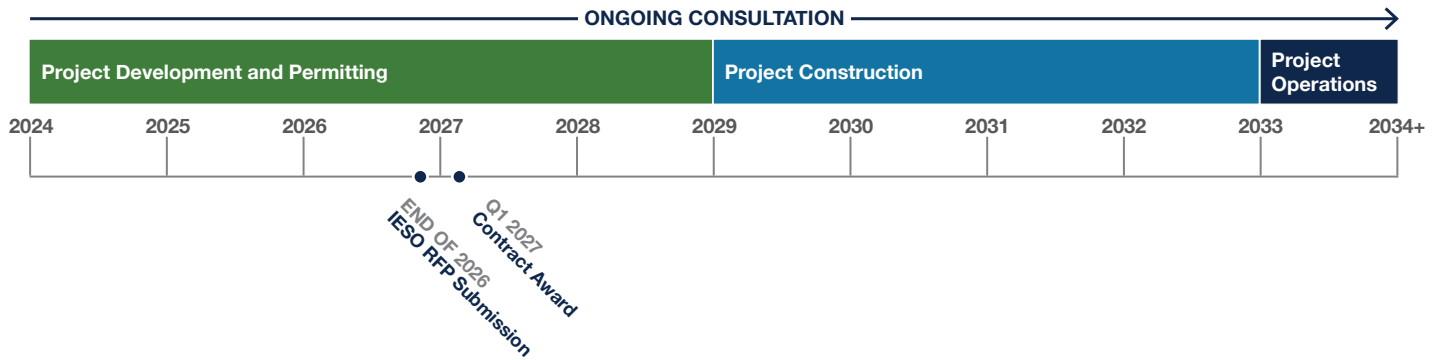 ONGOING CONSULTATION
Project Development and Permitting
Project Construction
Project
Operations
2024
2025
2026
2027
2028
2029
2030
2031
2032
2033
2034+
END OF 2026
IESO RFP Submission
Q1 2027
Contract Award